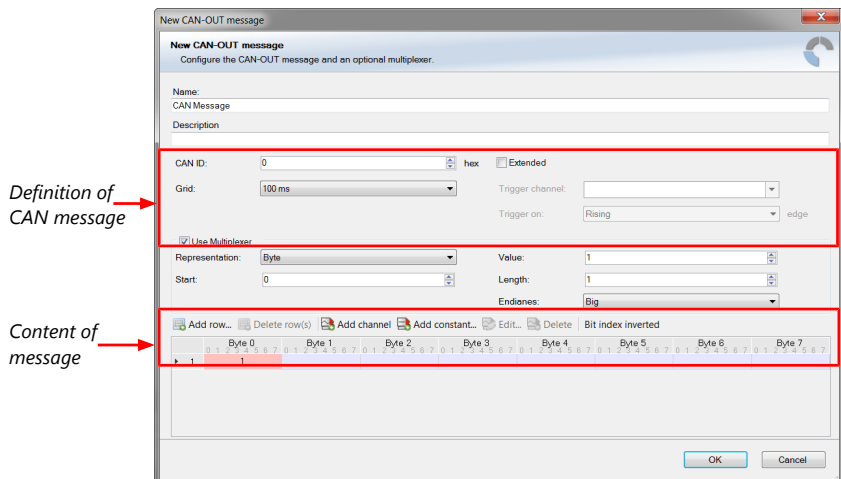 New CAN-OUT message
New CAN-OUT message
Configure the CAN-OUT message and an optional multiplexer.
Name:
CAN Message
Description
CAN ID: 0 hex Extended
Grid: 100 ms Trigger channel:
Trigger on: Rising edge
Use Multiplexer
Representation: Byte Value: 1
Start: 0 Length: 1
Endianes: Big
Add row... Delete row(s) Add channel Add constant... Edit... Delete Bit index inverted
Byte 0 Byte 1 Byte 2 Byte 3 Byte 4 Byte 5 Byte 6 Byte 7
0 1 2 3 4 5 6 7 0 1 2 3 4 5 6 7 0 1 2 3 4 5 6 7 0 1 2 3 4 5 6 7 0 1 2 3 4 5 6 7 0 1 2 3 4 5 6 7 0 1 2 3 4 5 6 7 0 1 2 3 4 5 6 7
1 1
OK Cancel
Definition of
CAN message
Content of
message